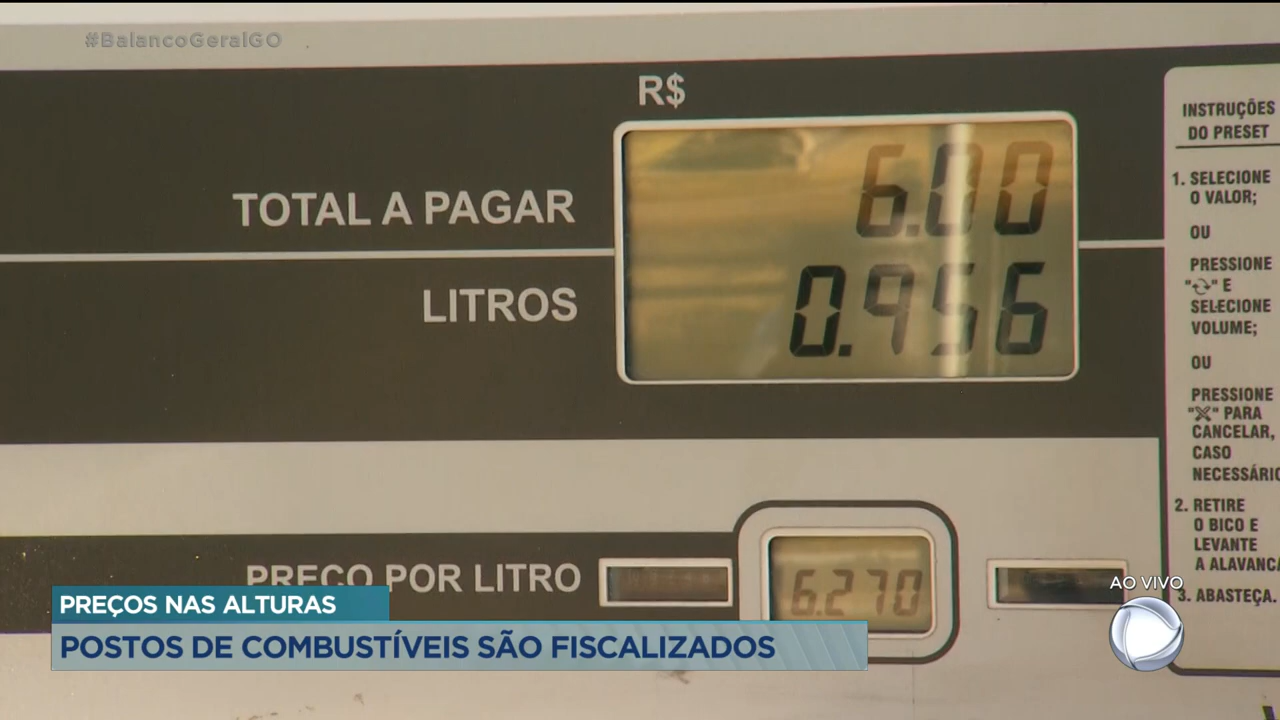 #BalancoGeralGO
R$
TOTAL A PAGAR
6.00
LITROS
0.956
PREÇO POR LITRO
6.270
INSTRUÇÕES
DO PRESET
1. SELECIONE
O VALOR;
OU
PRESSIONE
" " E
SELECIONE
VOLUME;
OU
PRESSIONE
" " PARA
CANCELAR,
CASO
NECESSÁRIO
2. RETIRE
O BICO E
LEVANTE
A ALAVANCA
3. ABASTEÇA.
AO VIVO
PREÇOS NAS ALTURAS
POSTOS DE COMBUSTÍVEIS SÃO FISCALIZADOS